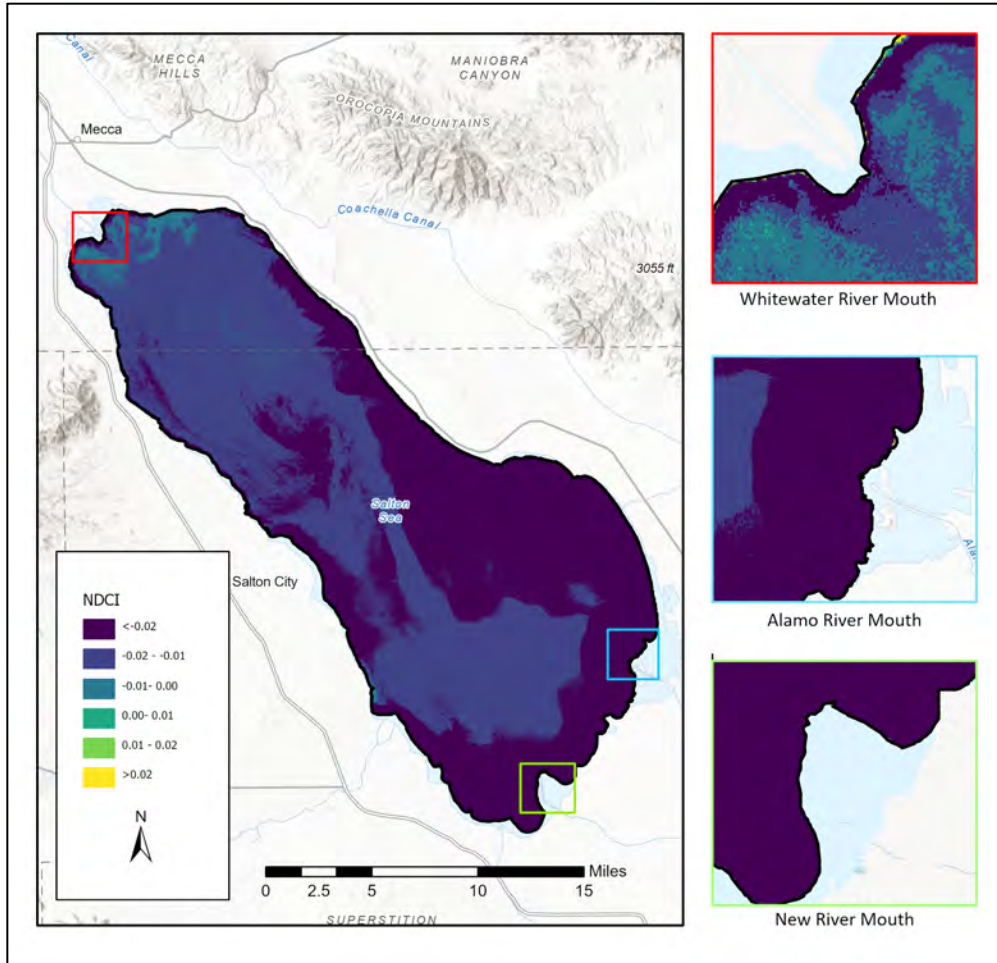 Canal
MECCA
HILLS
MANIOBRA
CANYON
OROCOPIA MOUNTAINS
Mecca
Coachella Canal
3055 ft
Salton
Sea
Salton City
NDCI
<-0.02
-0.02 - -0.01
-0.01- 0.00
0.00- 0.01
0.01 - 0.02
>0.02
N
Miles
0 2.5 5 10 15
SUPERSTITION
Whitewater River Mouth
Ala
Alamo River Mouth
New River Mouth